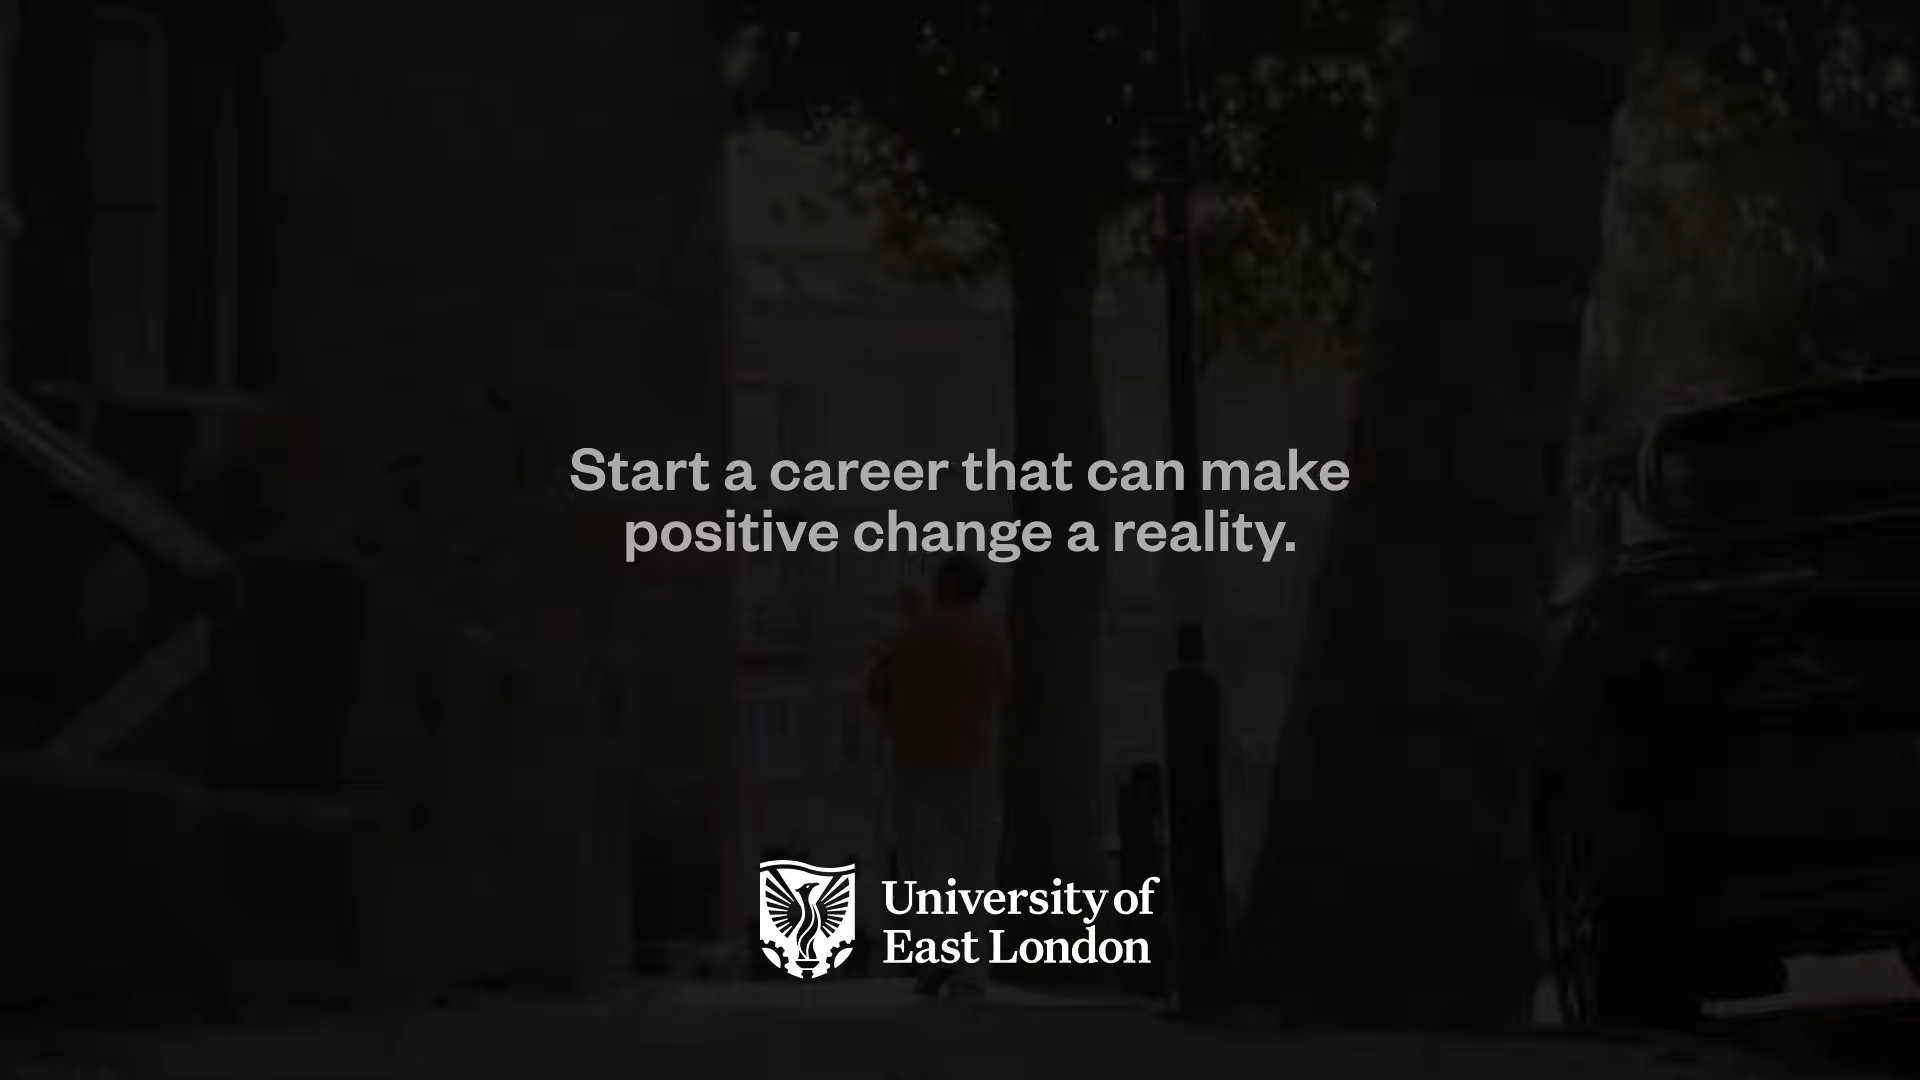 Start a career that can make
positive change a reality.
University of
East London